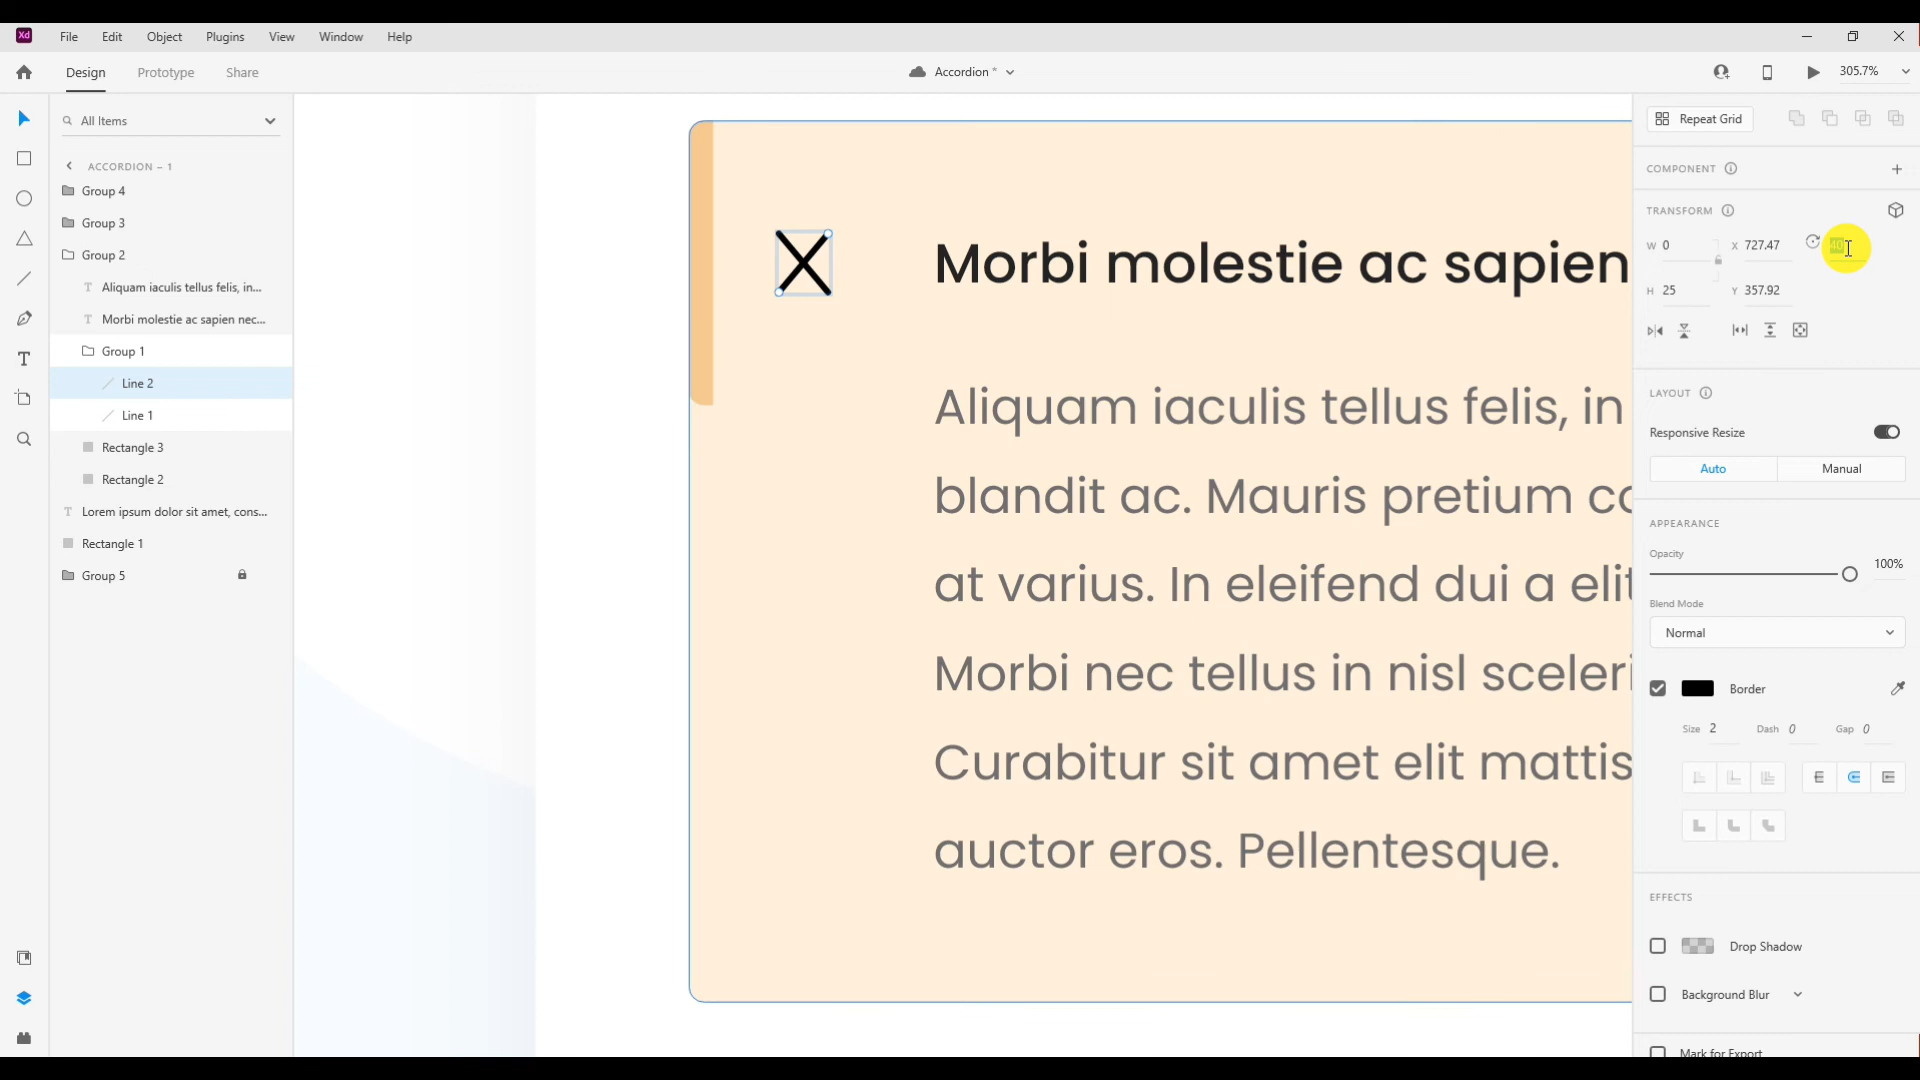 Xd File Edit Object Plugins View Window Help
Design Prototype Share Accordion * 305.7%
All Items
ACCORDION – 1
Group 4
Group 3
Group 2
T Aliquam iaculis tellus felis, in...
T Morbi molestie ac sapien nec...
Group 1
Line 2
Line 1
Rectangle 3
Rectangle 2
T Lorem ipsum dolor sit amet, cons...
Rectangle 1
Group 5
Morbi molestie ac sapien
Aliquam iaculis tellus felis, in
blandit ac. Mauris pretium co
at varius. In eleifend dui a elit
Morbi nec tellus in nisl sceleri
Curabitur sit amet elit mattis
auctor eros. Pellentesque.
Repeat Grid
COMPONENT
TRANSFORM
W 0 X 727.47 40
H 25 Y 357.92
LAYOUT
Responsive Resize
Auto Manual
APPEARANCE
Opacity
100%
Blend Mode
Normal
Border
Size 2 Dash 0 Gap 0
EFFECTS
Drop Shadow
Background Blur
Mark for Export